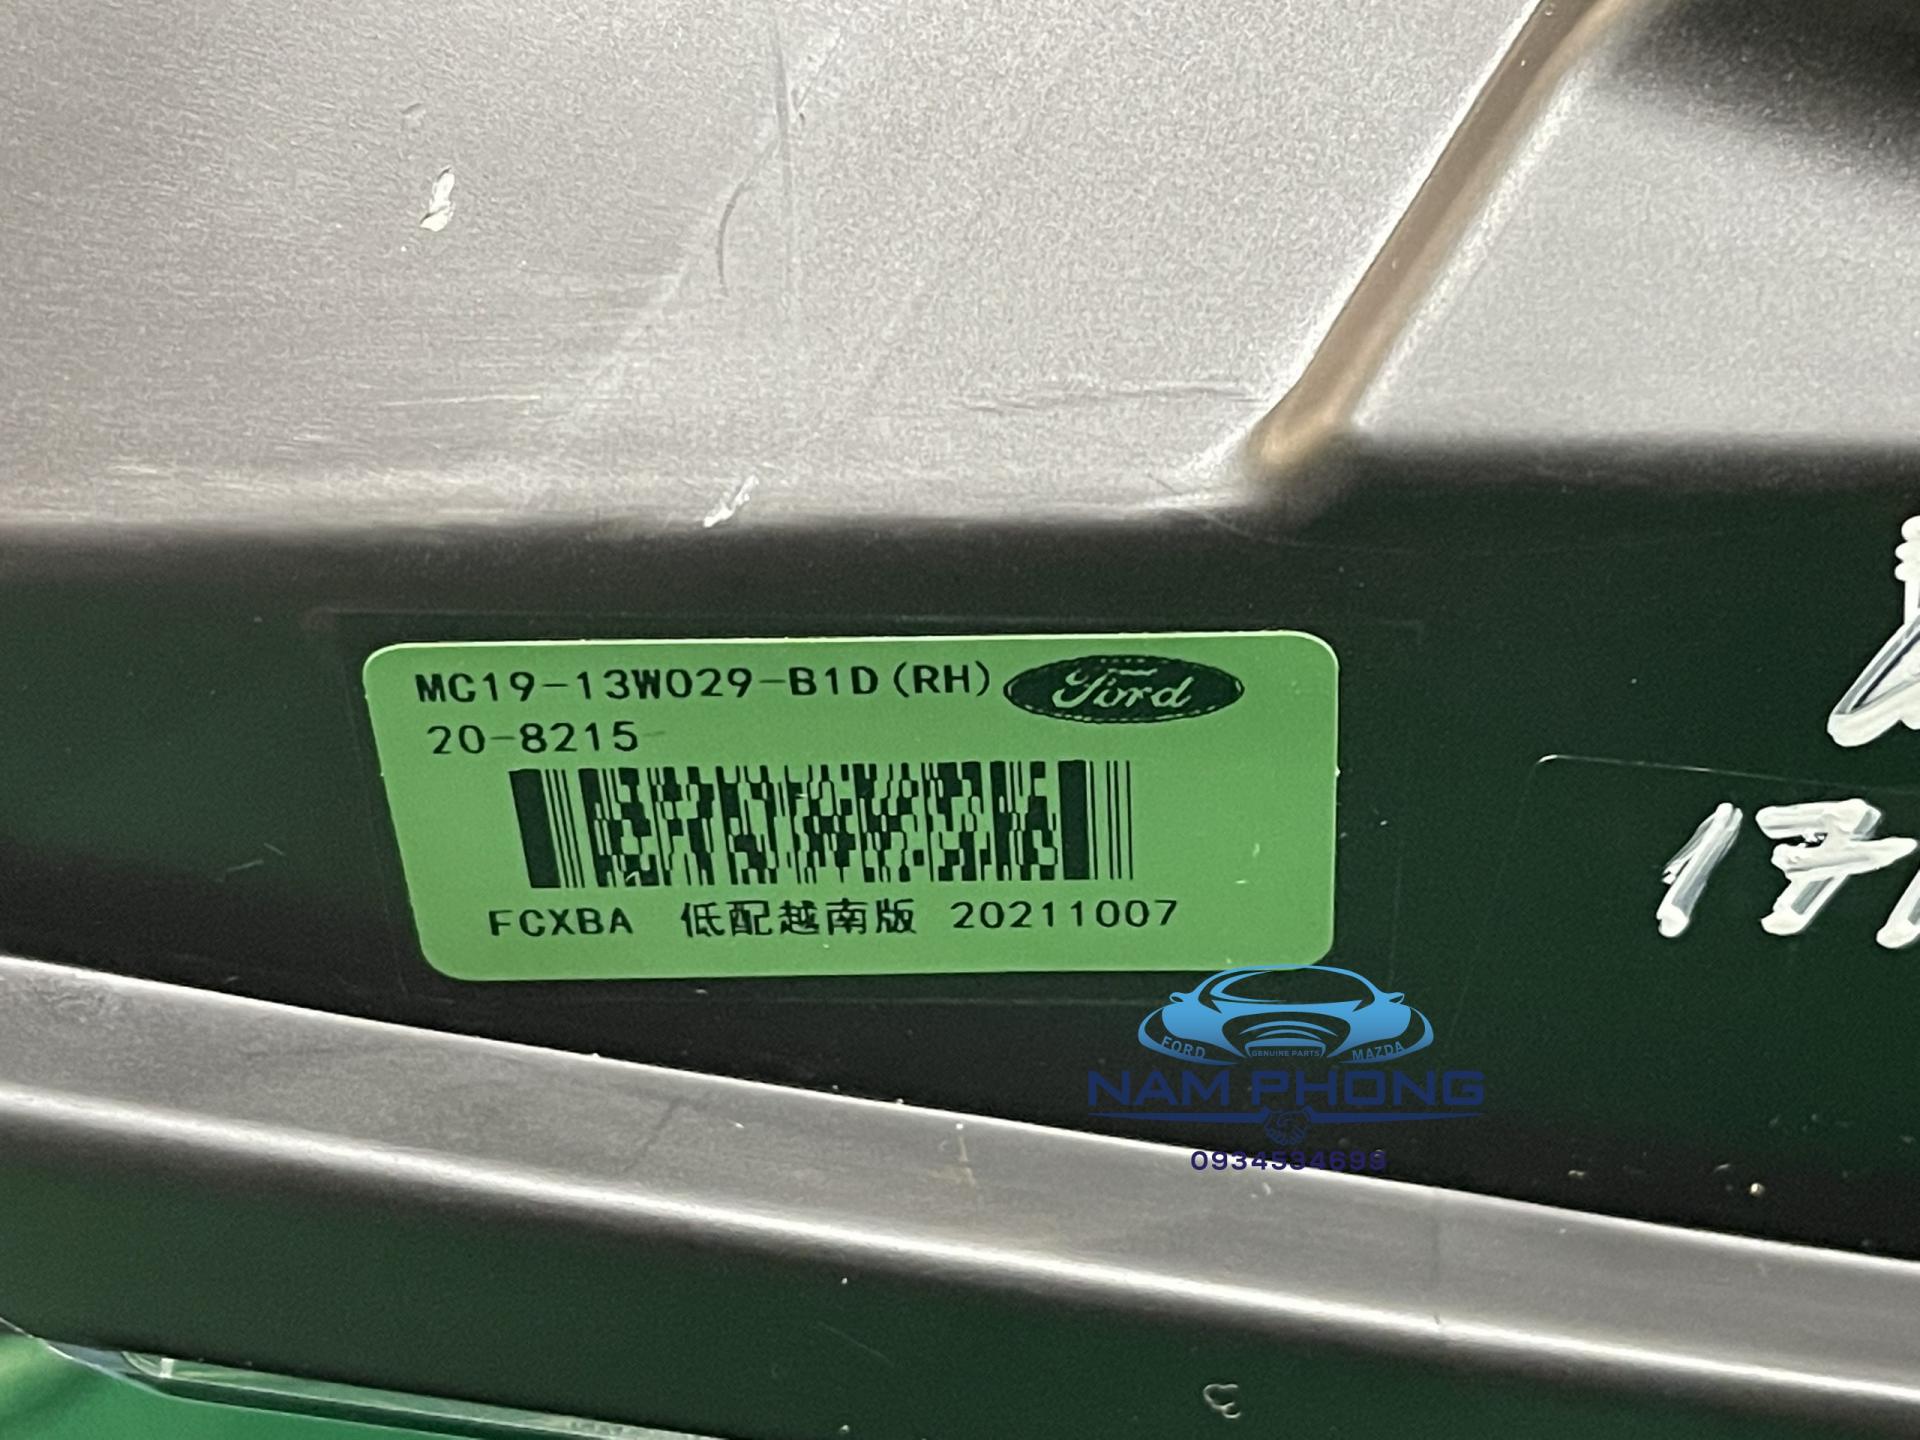 MC19-13W029-B1D(RH)
Ford
20-8215
FCXBA 低配越南版 20211007
171
FORD GENUINE PARTS MAZDA
NAM PHONG
0934534699